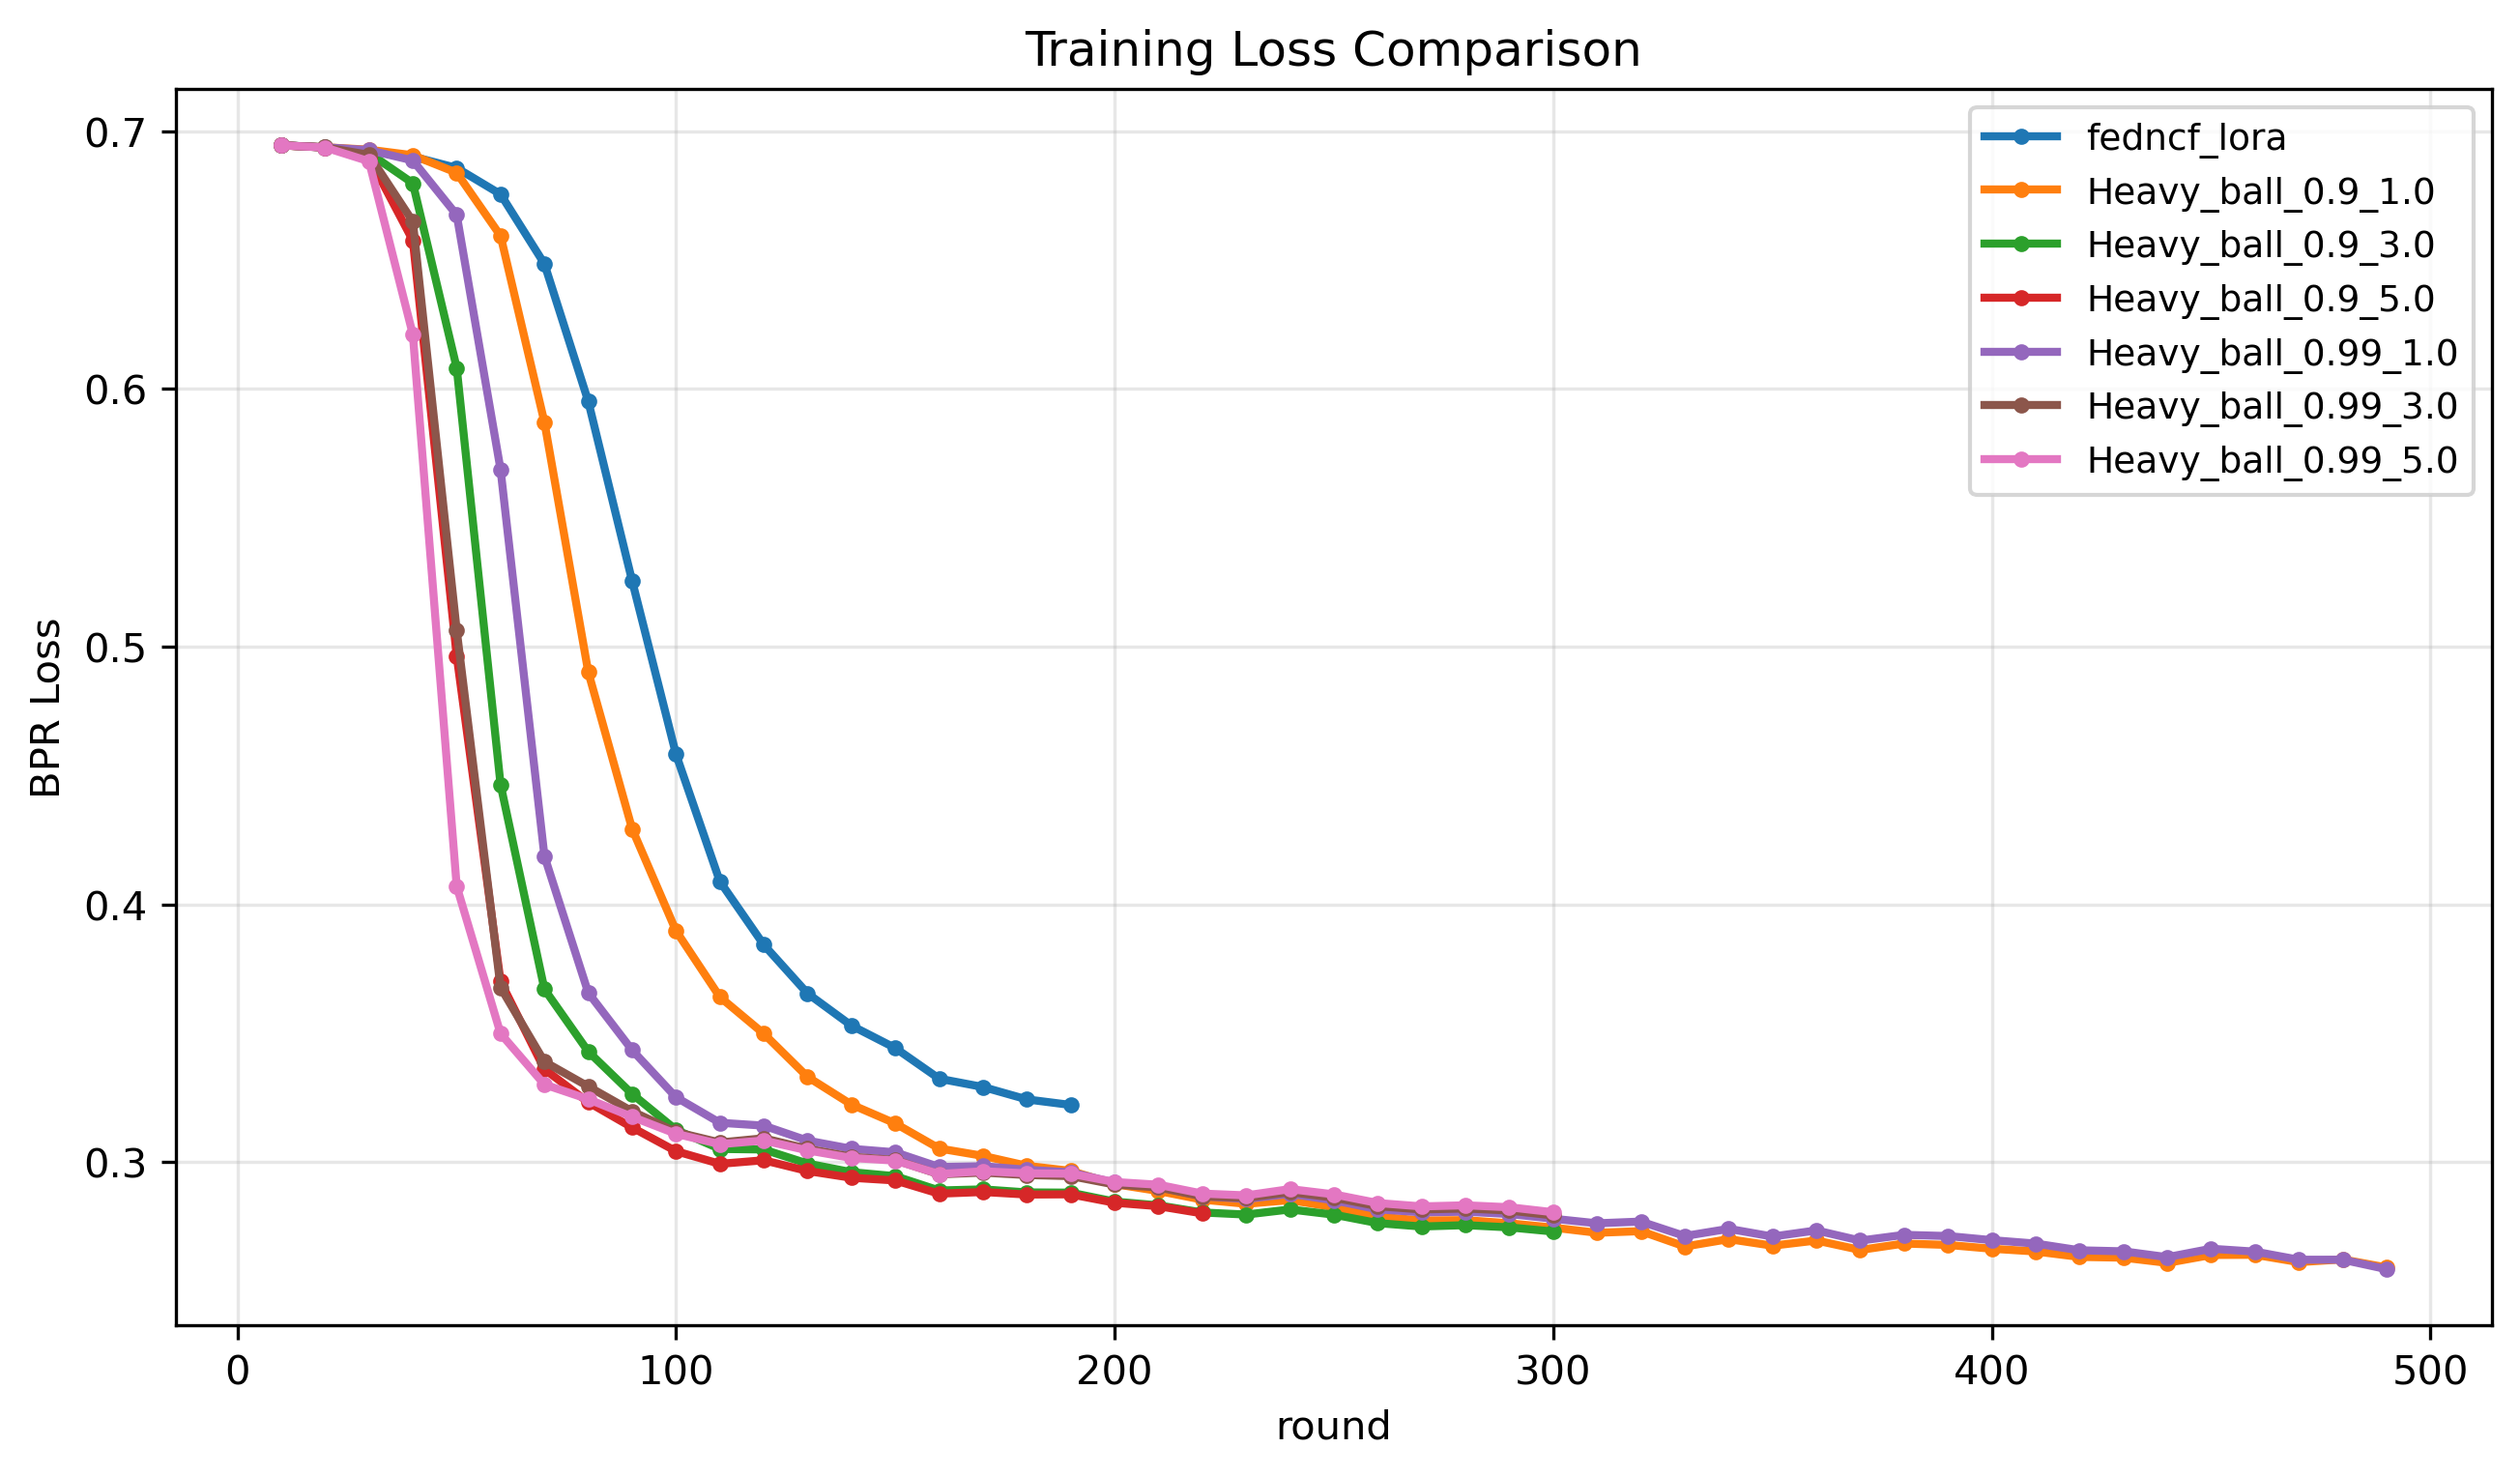 Training Loss Comparison
0.7
0.6
0.5
0.4
0.3
BPR Loss
fedncf_lora
Heavy_ball_0.9_1.0
Heavy_ball_0.9_3.0
Heavy_ball_0.9_5.0
Heavy_ball_0.99_1.0
Heavy_ball_0.99_3.0
Heavy_ball_0.99_5.0
0 100 200 300 400 500
round